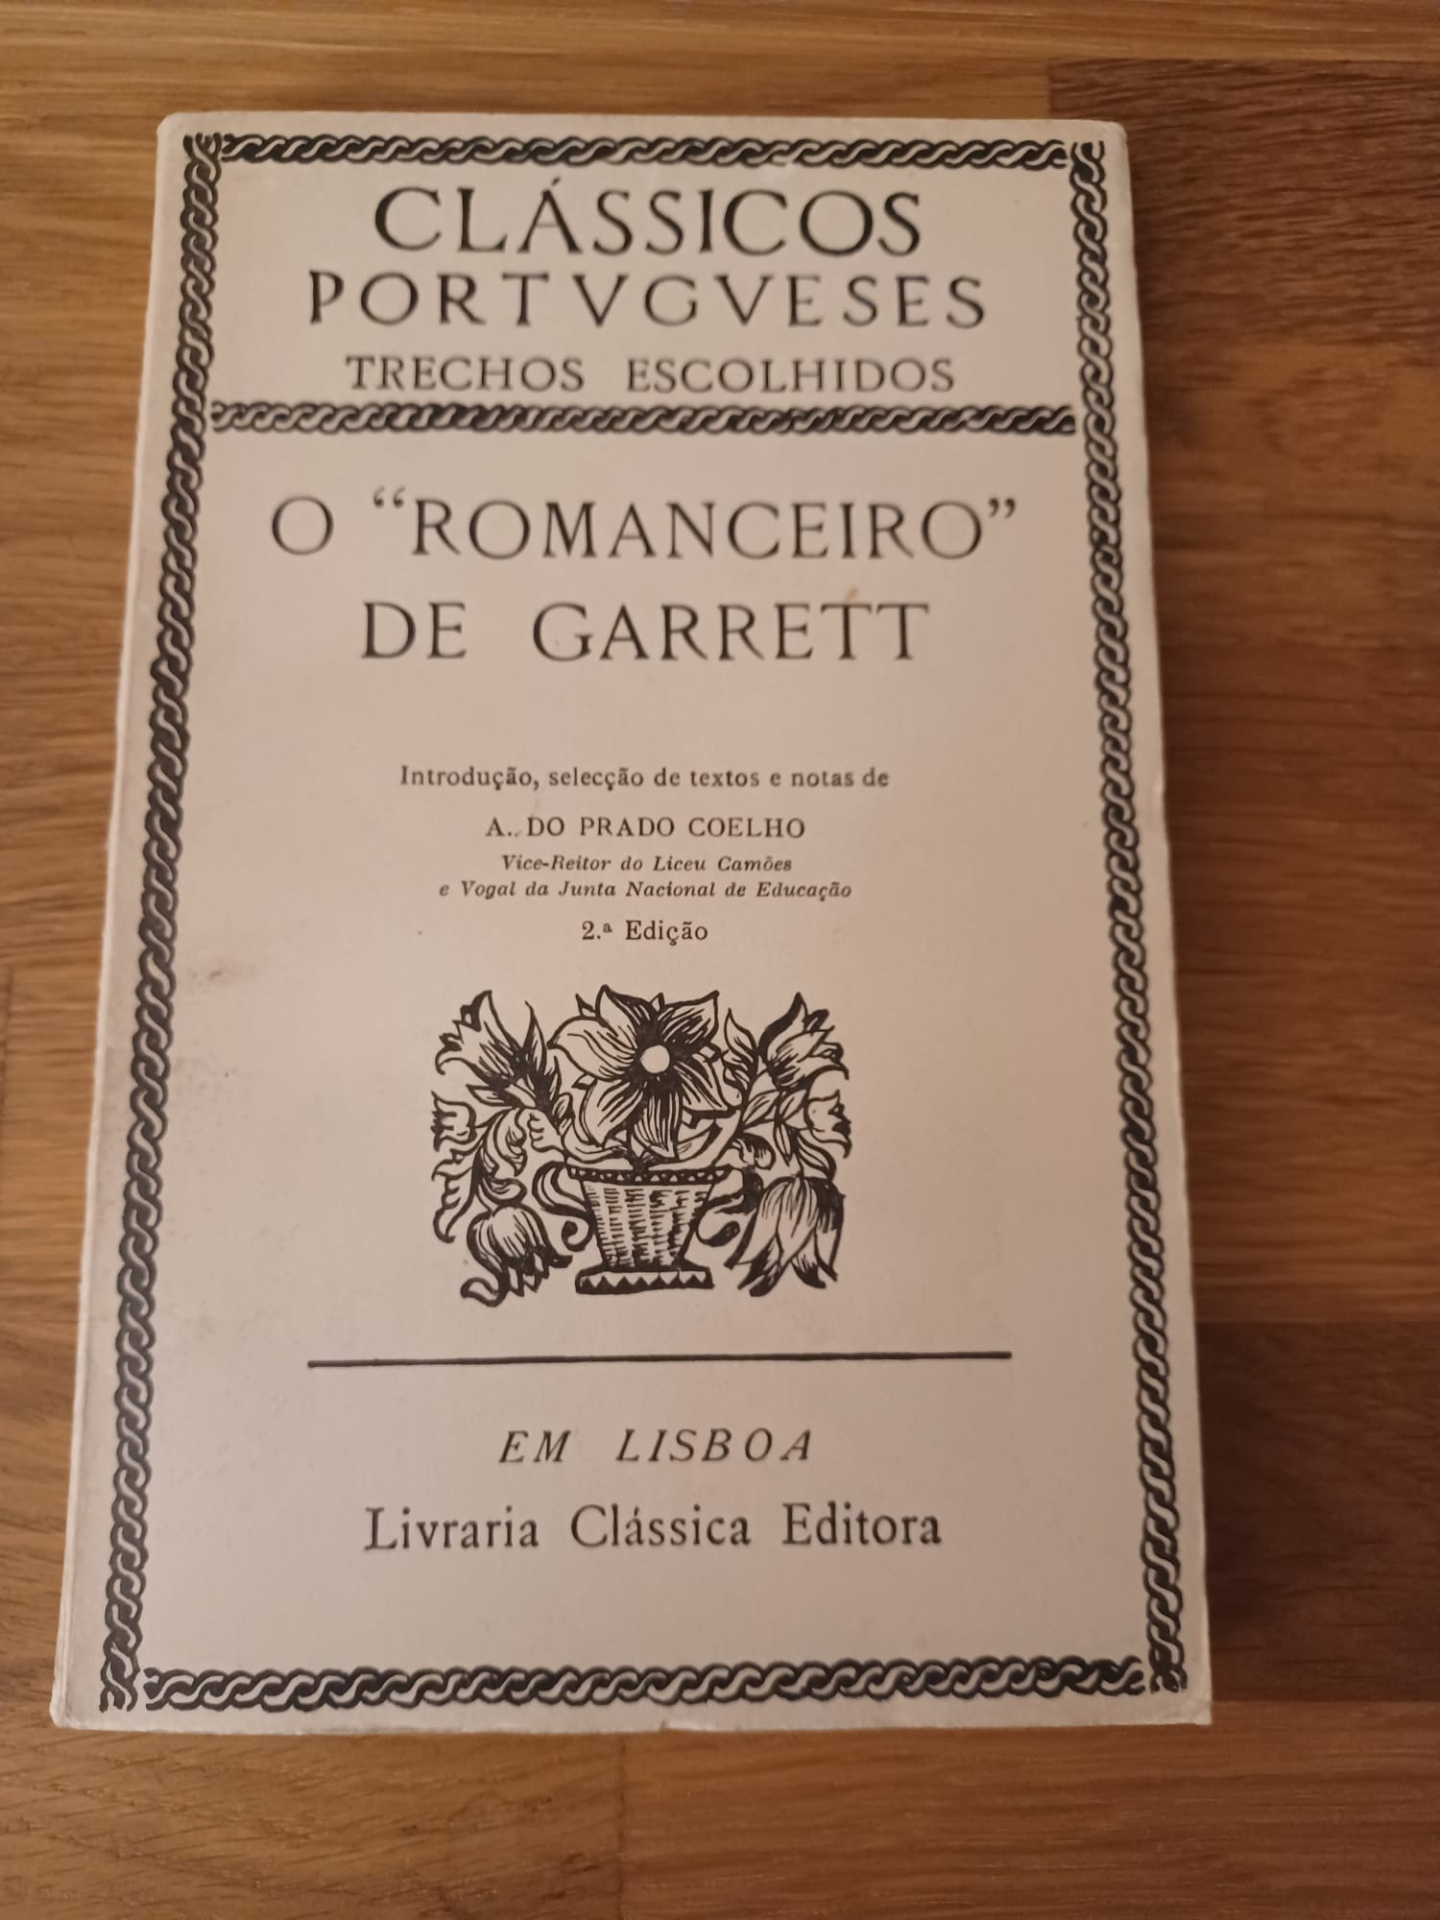 CLÁSSICOS
PORTVGVESES
TRECHOS ESCOLHIDOS
O “ROMANCEIRO”
DE GARRETT
Introdução, selecção de textos e notas de
A. DO PRADO COELHO
Vice-Reitor do Liceu Camões
e Vogal da Junta Nacional de Educação
2.ª Edição
EM LISBOA
Livraria Clássica Editora